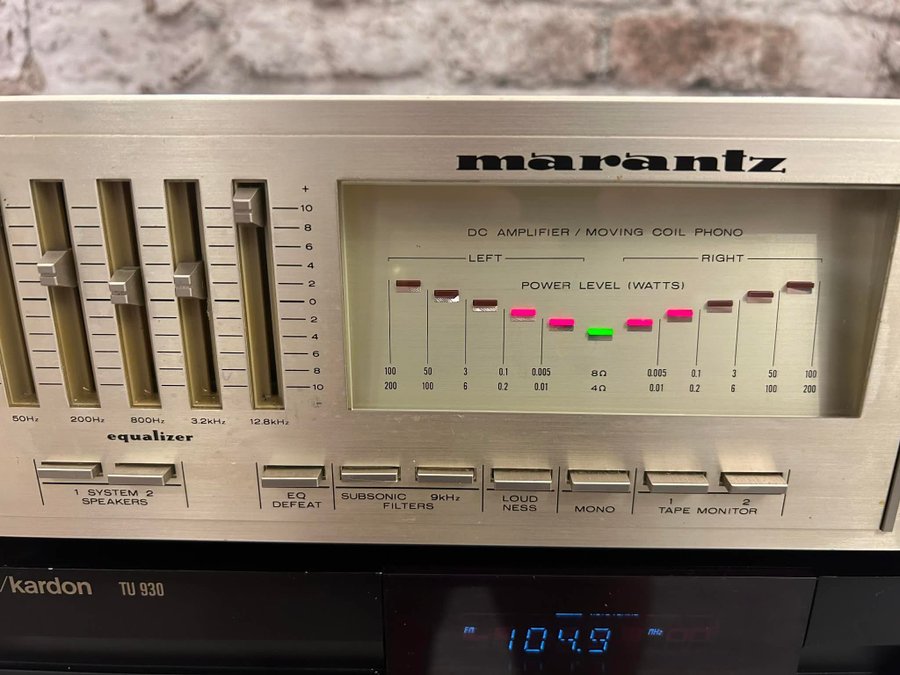 marantz
DC AMPLIFIER / MOVING COIL PHONO
LEFT RIGHT
POWER LEVEL (WATTS)
100 50 3 0.1 0.005 8Ω 0.005 0.1 3 50 100
200 100 6 0.2 0.01 4Ω 0.01 0.2 6 100 200
+
10
8
6
4
2
0
2
4
6
8
10
–
50Hz 200Hz 800Hz 3.2kHz 12.8kHz
equalizer
1 SYSTEM 2
SPEAKERS
EQ
DEFEAT
SUBSONIC 9kHz
FILTERS
LOUD
NESS
MONO
1 2
TAPE MONITOR
/kardon TU 930
FM 104.9 MHz